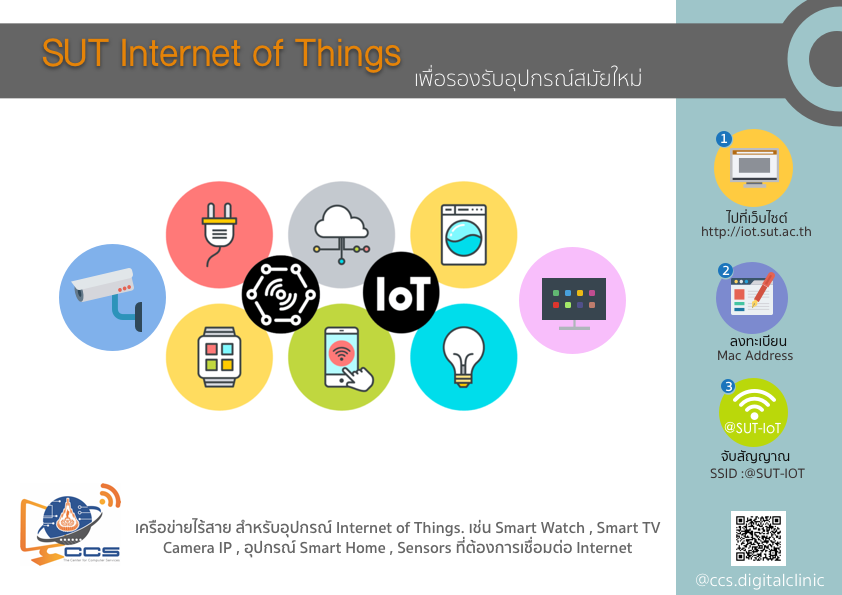 SUT Internet of Things
เพื่อรองรับอุปกรณ์สมัยใหม่
IoT
1
ไปที่เว็บไซต์
http://iot.sut.ac.th
2
ลงทะเบียน
Mac Address
3
@SUT-IoT
จับสัญญาณ
SSID :@SUT-IOT
CCS
The Center for Computer Services
เครือข่ายไร้สาย สำหรับอุปกรณ์ Internet of Things. เช่น Smart Watch , Smart TV
Camera IP , อุปกรณ์ Smart Home , Sensors ที่ต้องการเชื่อมต่อ Internet
@ccs.digitalclinic